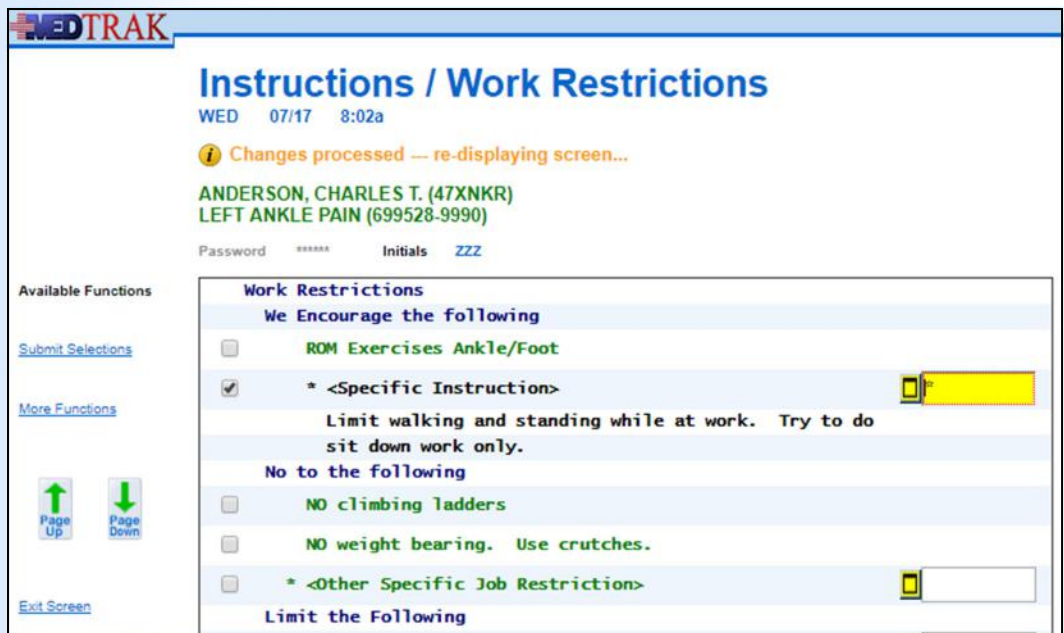 MEDTRAK
Instructions / Work Restrictions
WED 07/17 8:02a
i Changes processed --- re-displaying screen...
ANDERSON, CHARLES T. (47XNKR)
LEFT ANKLE PAIN (699528-9990)
Password ****** Initials ZZZ
Available Functions
Submit Selections
More Functions
Page Up
Page Down
Exit Screen
Work Restrictions
We Encourage the following
ROM Exercises Ankle/Foot
* <Specific Instruction> *
Limit walking and standing while at work. Try to do
sit down work only.
No to the following
NO climbing ladders
NO weight bearing. Use crutches.
* <Other Specific Job Restriction>
Limit the Following